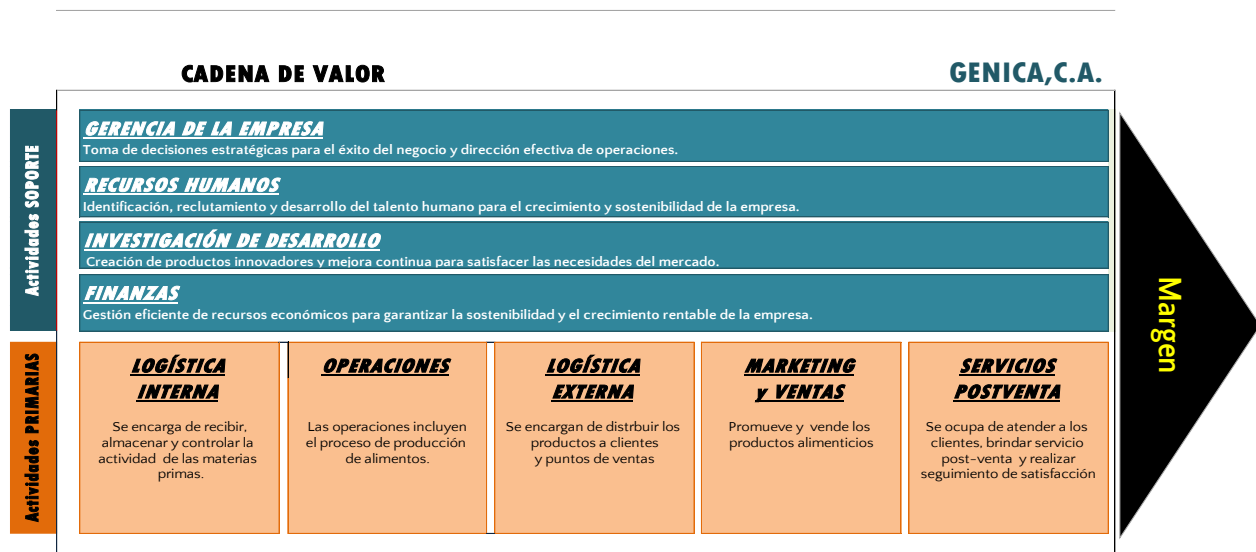 CADENA DE VALOR
GENICA,C.A.
Actividades SOPORTE
GERENCIA DE LA EMPRESA
Toma de decisiones estratégicas para el éxito del negocio y dirección efectiva de operaciones.
RECURSOS HUMANOS
Identificación, reclutamiento y desarrollo del talento humano para el crecimiento y sostenibilidad de la empresa.
INVESTIGACIÓN DE DESARROLLO
Creación de productos innovadores y mejora continua para satisfacer las necesidades del mercado.
FINANZAS
Gestión eficiente de recursos económicos para garantizar la sostenibilidad y el crecimiento rentable de la empresa.
Actividades PRIMARIAS
LOGÍSTICA
INTERNA
Se encarga de recibir,
almacenar y controlar la
actividad de las materias
primas.
OPERACIONES
Las operaciones incluyen
el proceso de producción
de alimentos.
LOGÍSTICA
EXTERNA
Se encargan de distrbuir los
productos a clientes
y puntos de ventas
MARKETING
y VENTAS
Promueve y vende los
productos alimenticios
SERVICIOS
POSTVENTA
Se ocupa de atender a los
clientes, brindar servicio
post-venta y realizar
seguimiento de satisfacción
Margen